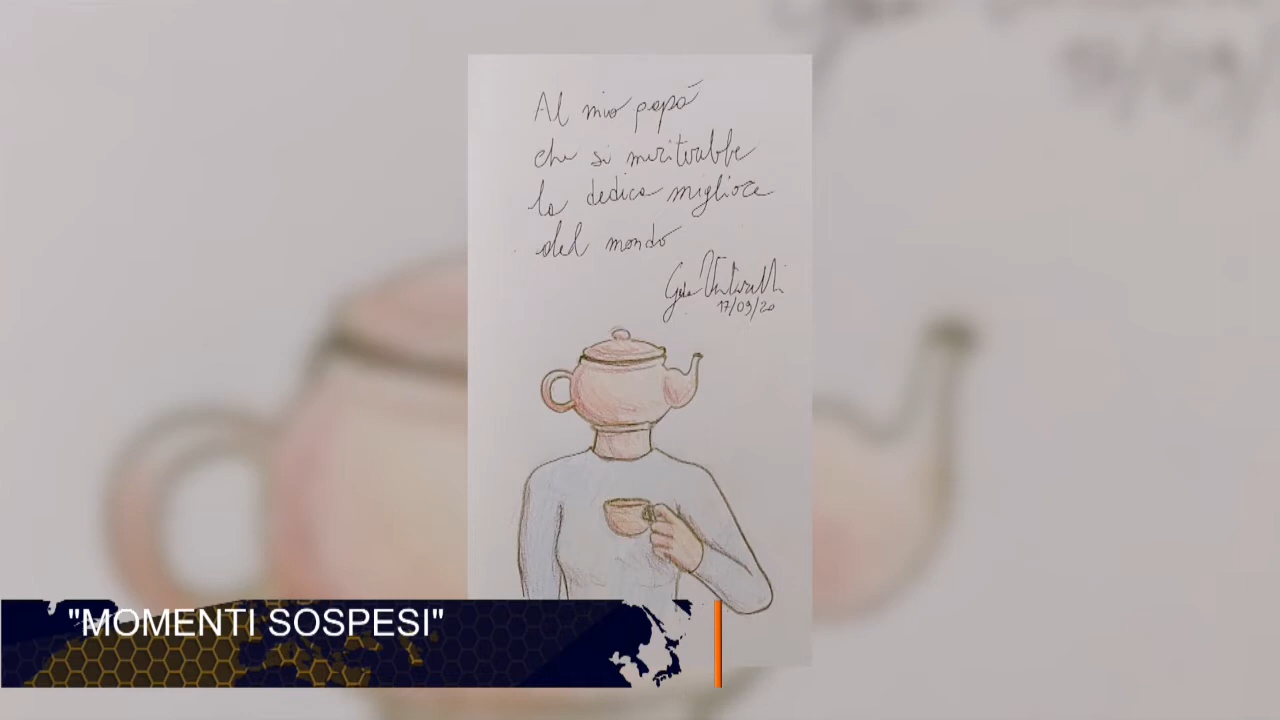 Al mio papà
che si meriterebbe
la dedica migliore
del mondo
17/09/20
"MOMENTI SOSPESI"